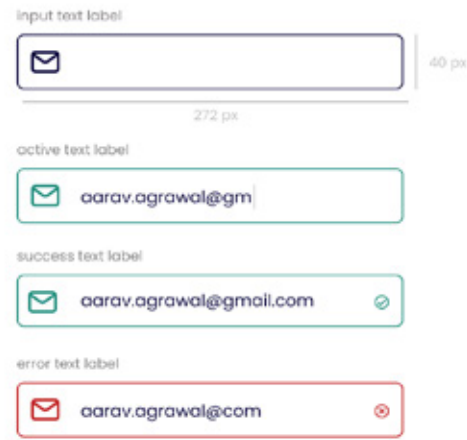 input text label
40 px
272 px
active text label
aarav.agrawal@gm
success text label
aarav.agrawal@gmail.com
error text label
aarav.agrawal@com